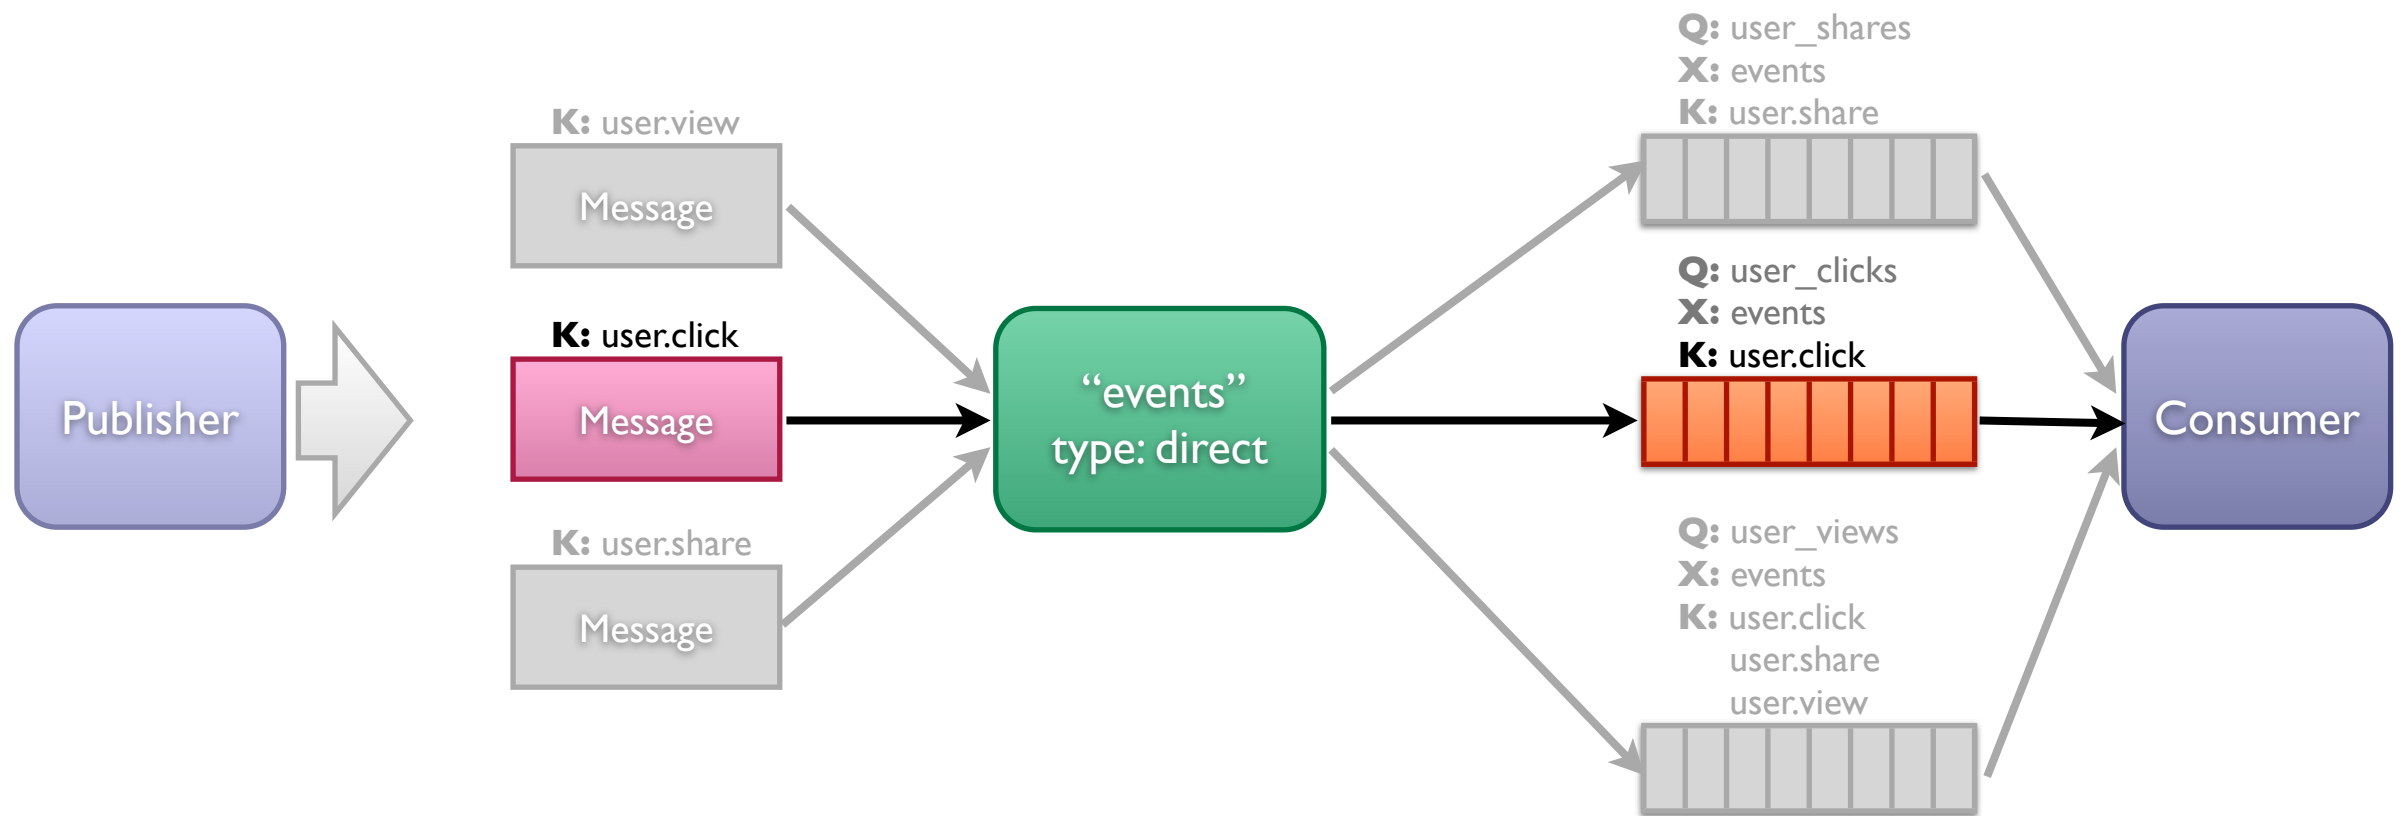 Publisher
K: user.view
Message
K: user.click
Message
K: user.share
Message
“events”
type: direct
Q: user_shares
X: events
K: user.share
Q: user_clicks
X: events
K: user.click
Q: user_views
X: events
K: user.click
user.share
user.view
Consumer